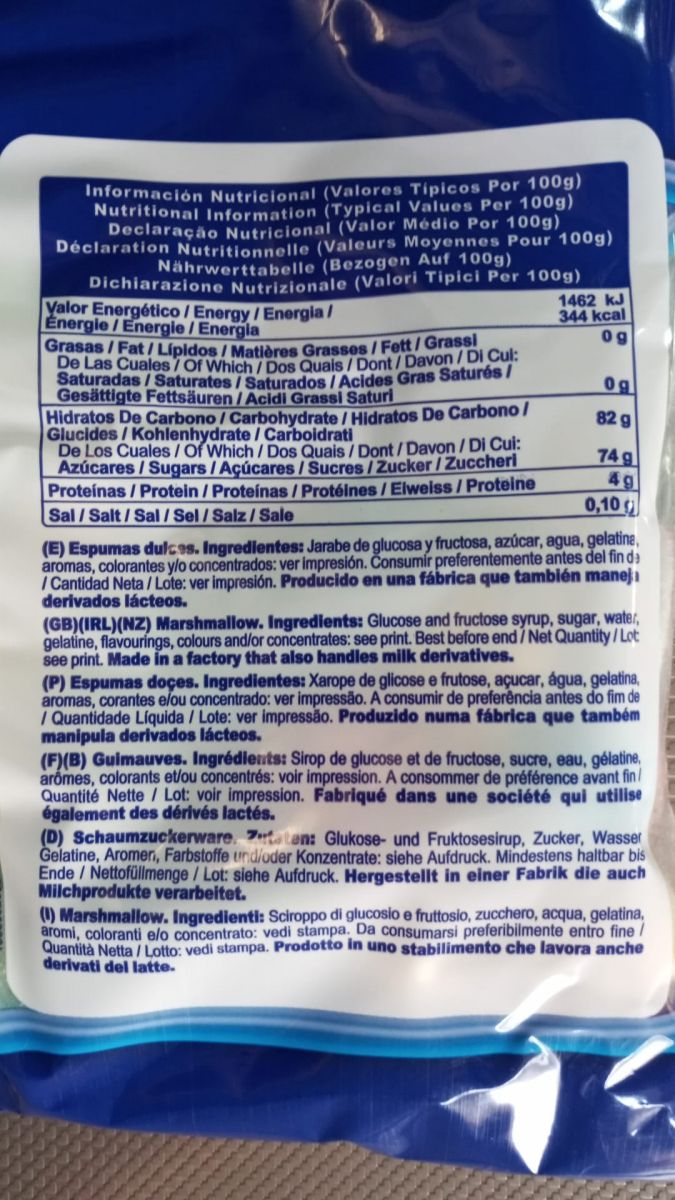 Información Nutricional (Valores Típicos Por 100g)
Nutritional Information (Typical Values Per 100g)
Declaração Nutricional (Valor Médio Por 100g)
Déclaration Nutritionnelle (Valeurs Moyennes Pour 100g)
Nährwerttabelle (Bezogen Auf 100g)
Dichiarazione Nutrizionale (Valori Tipici Per 100g)
Valor Energético / Energy / Energia / 1462 kJ
Énergie / Energie / Energia 344 kcal
Grasas / Fat / Lípidos / Matières Grasses / Fett / Grassi 0 g
De Las Cuales / Of Which / Dos Quais / Dont / Davon / Di Cui:
Saturadas / Saturates / Saturados / Acides Gras Saturés /
Gesättigte Fettsäuren / Acidi Grassi Saturi 0 g
Hidratos De Carbono / Carbohydrate / Hidratos De Carbono / 82 g
Glucides / Kohlenhydrate / Carboidrati
De Los Cuales / Of Which / Dos Quais / Dont / Davon / Di Cui:
Azúcares / Sugars / Açúcares / Sucres / Zucker / Zuccheri 74 g
Proteínas / Protein / Proteínas / Protéines / Eiweiss / Proteine 4 g
Sal / Salt / Sal / Sel / Salz / Sale 0,10 g
(E) Espumas dulces. Ingredientes: Jarabe de glucosa y fructosa, azúcar, agua, gelatina,
aromas, colorantes y/o concentrados: ver impresión. Consumir preferentemente antes del fin de
/ Cantidad Neta / Lote: ver impresión. Producido en una fábrica que también maneja
derivados lácteos.
(GB)(IRL)(NZ) Marshmallow. Ingredients: Glucose and fructose syrup, sugar, water,
gelatine, flavourings, colours and/or concentrates: see print. Best before end / Net Quantity / Lot:
see print. Made in a factory that also handles milk derivatives.
(P) Espumas doçes. Ingredientes: Xarope de glicose e frutose, açucar, água, gelatina,
aromas, corantes e/ou concentrado: ver impressão. A consumir de preferência antes do fim de
/ Quantidade Líquida / Lote: ver impressão. Produzido numa fábrica que também
manipula derivados lácteos.
(F)(B) Guimauves. Ingrédients: Sirop de glucose et de fructose, sucre, eau, gélatine,
arômes, colorants et/ou concentrés: voir impression. A consommer de préférence avant fin /
Quantité Nette / Lot: voir impression. Fabriqué dans une société qui utilise
également des dérivés lactés.
(D) Schaumzuckerware. Zutaten: Glukose- und Fruktosesirup, Zucker, Wasser
Gelatine, Aromen, Farbstoffe und/oder Konzentrate: siehe Aufdruck. Mindestens haltbar bis
Ende / Nettofüllmenge / Lot: siehe Aufdruck. Hergestellt in einer Fabrik die auch
Milchprodukte verarbeitet.
(I) Marshmallow. Ingredienti: Sciroppo di glucosio e fruttosio, zucchero, acqua, gelatina,
aromi, coloranti e/o concentrato: vedi stampa. Da consumarsi preferibilmente entro fine /
Quantità Netta / Lotto: vedi stampa. Prodotto in uno stabilimento che lavora anche
derivati del latte.